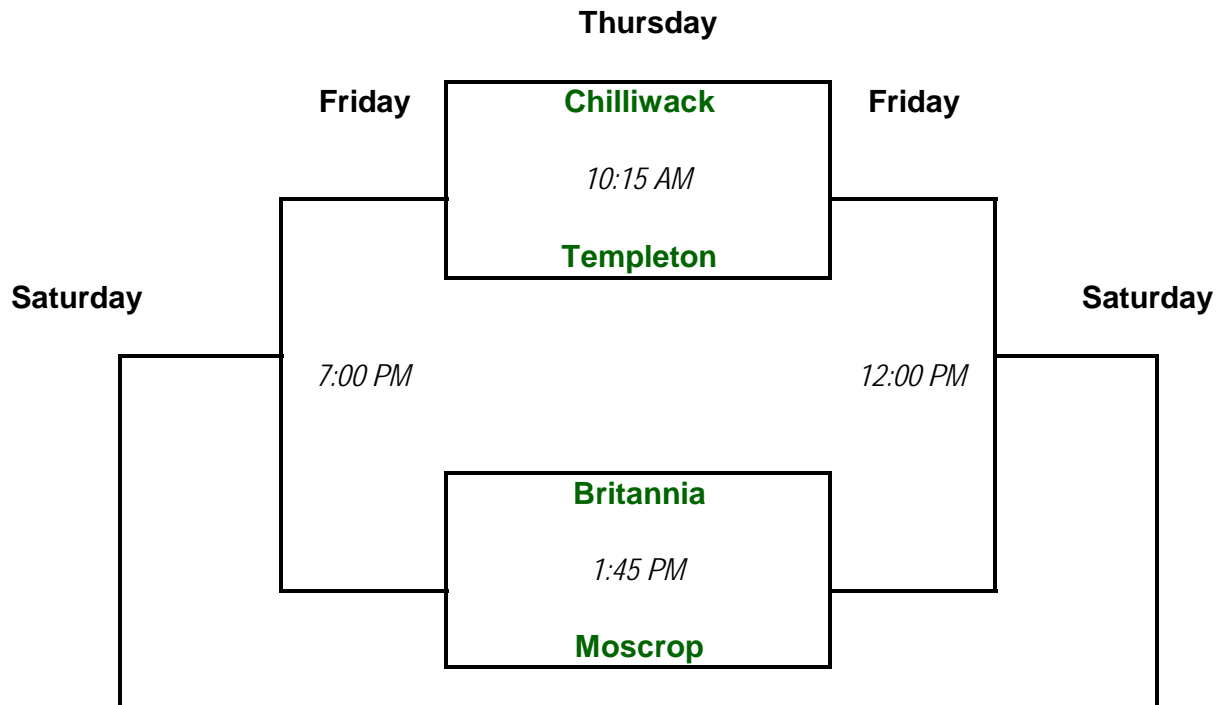 Thursday
Friday
Chilliwack
Friday
10:15 AM
Templeton
Saturday
Saturday
7:00 PM
12:00 PM
Britannia
1:45 PM
Moscrop